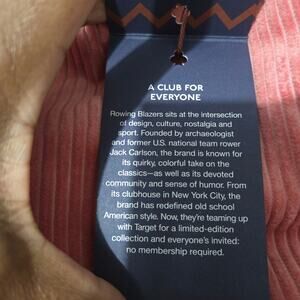 A CLUB FOR
EVERYONE
Rowing Blazers sits at the intersection
of design, culture, nostalgia and
sport. Founded by archaeologist
and former U.S. national team rower
Jack Carlson, the brand is known for
its quirky, colorful take on the
classics—as well as its devoted
community and sense of humor. From
its clubhouse in New York City, the
brand has redefined old school
American style. Now, they're teaming up
with Target for a limited-edition
collection and everyone's invited:
no membership required.